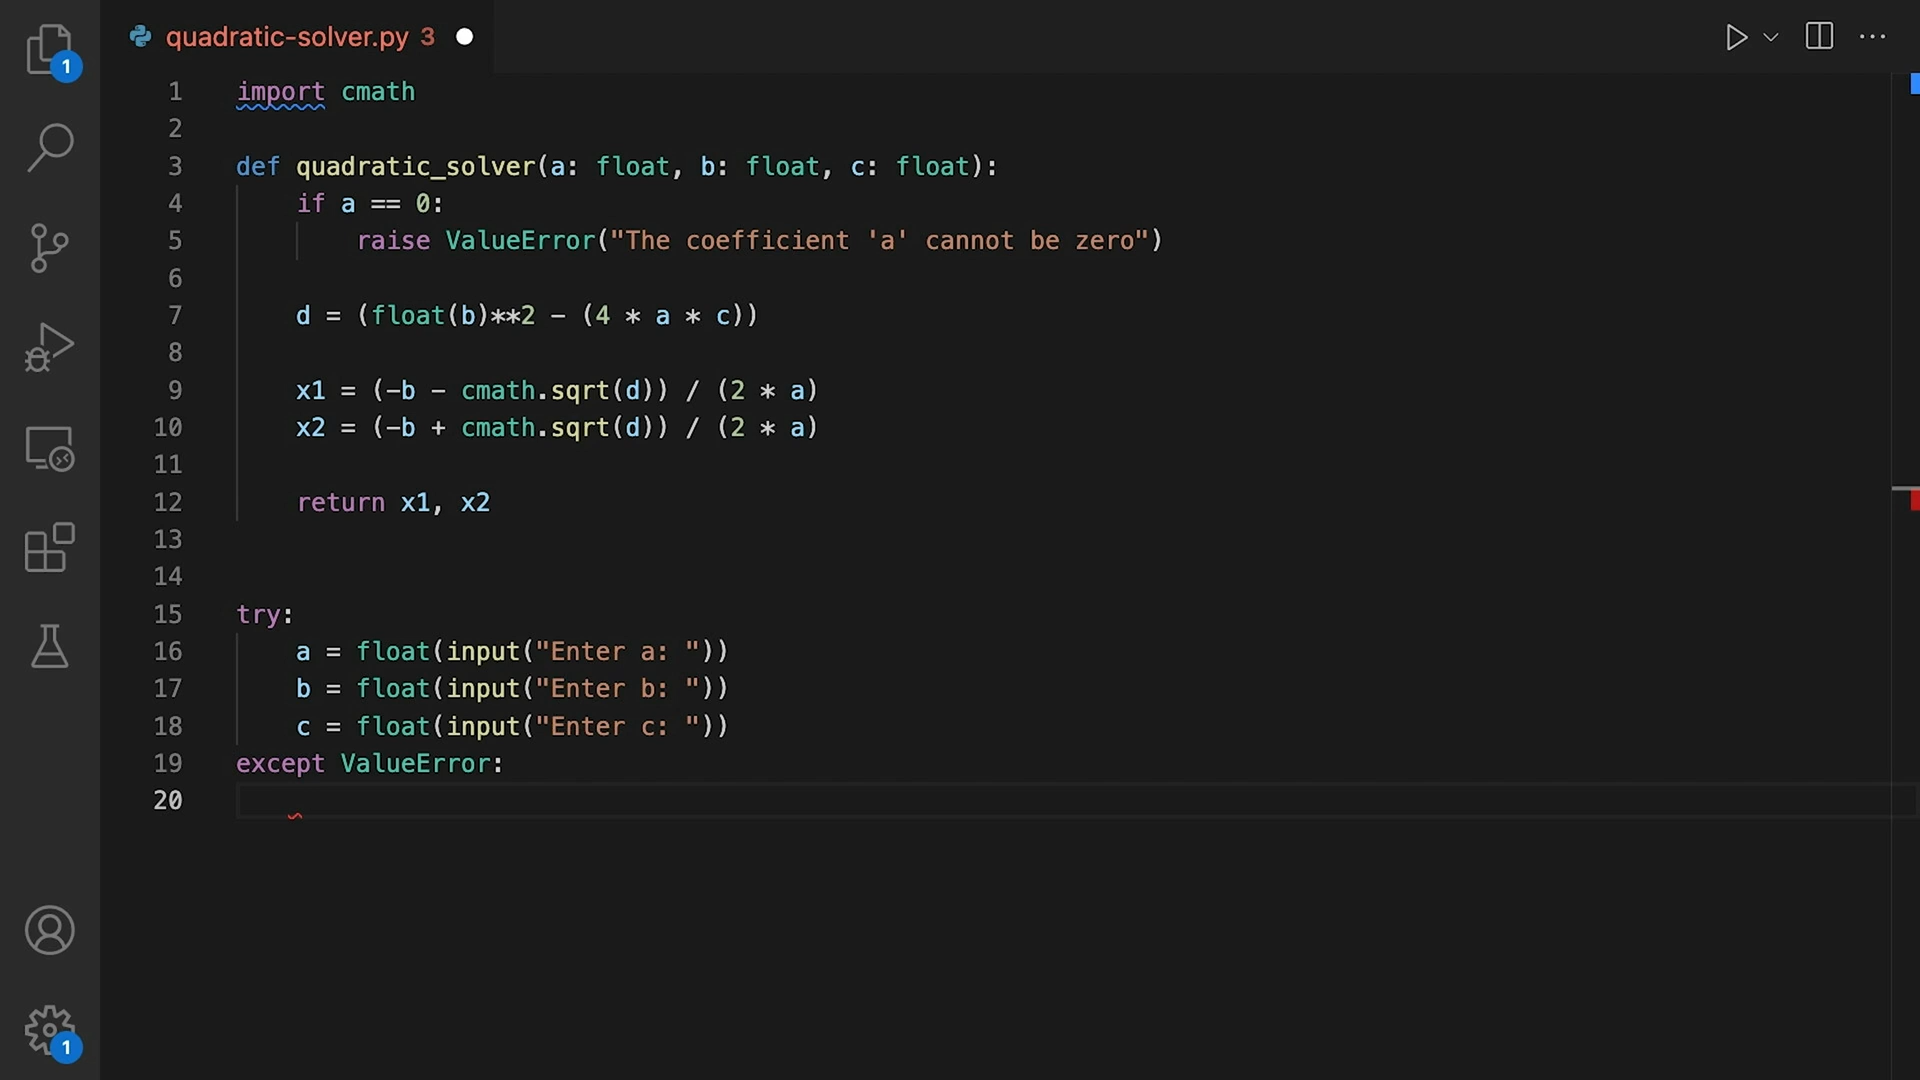 quadratic-solver.py 3
1
1 import cmath
2
3 def quadratic_solver(a: float, b: float, c: float):
4 if a == 0:
5 raise ValueError("The coefficient 'a' cannot be zero")
6
7 d = (float(b)**2 - (4 * a * c))
8
9 x1 = (-b - cmath.sqrt(d)) / (2 * a)
10 x2 = (-b + cmath.sqrt(d)) / (2 * a)
11
12 return x1, x2
13
14
15 try:
16 a = float(input("Enter a: "))
17 b = float(input("Enter b: "))
18 c = float(input("Enter c: "))
19 except ValueError:
20
1